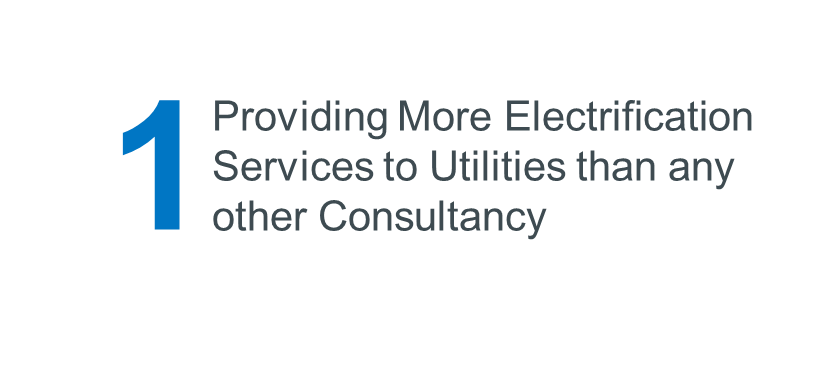 1
Providing More Electrification
Services to Utilities than any
other Consultancy